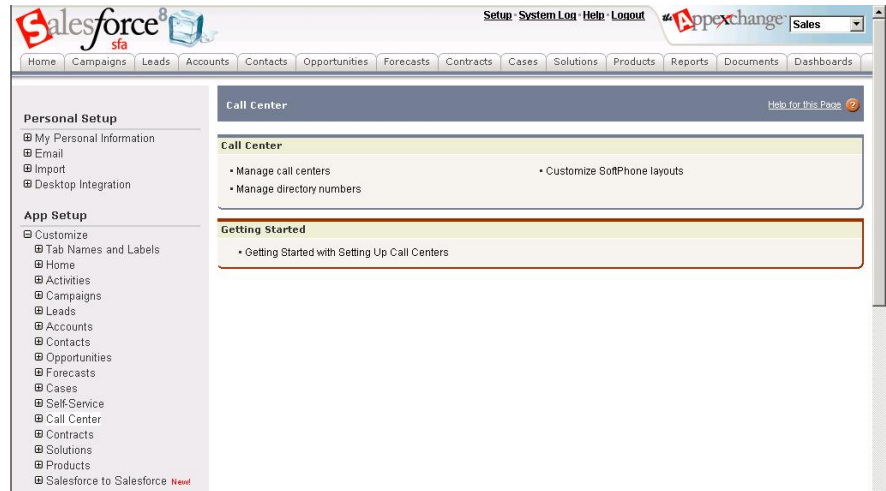 Salesforce8
sfa
Setup · System Log · Help · Logout
the Appexchange
Sales
Home Campaigns Leads Accounts Contacts Opportunities Forecasts Contracts Cases Solutions Products Reports Documents Dashboards
Personal Setup
My Personal Information
Email
Import
Desktop Integration
App Setup
Customize
Tab Names and Labels
Home
Activities
Campaigns
Leads
Accounts
Contacts
Opportunities
Forecasts
Cases
Self-Service
Call Center
Contracts
Solutions
Products
Salesforce to Salesforce New!
Call Center
Help for this Page ?
Call Center
• Manage call centers
• Customize SoftPhone layouts
• Manage directory numbers
Getting Started
• Getting Started with Setting Up Call Centers